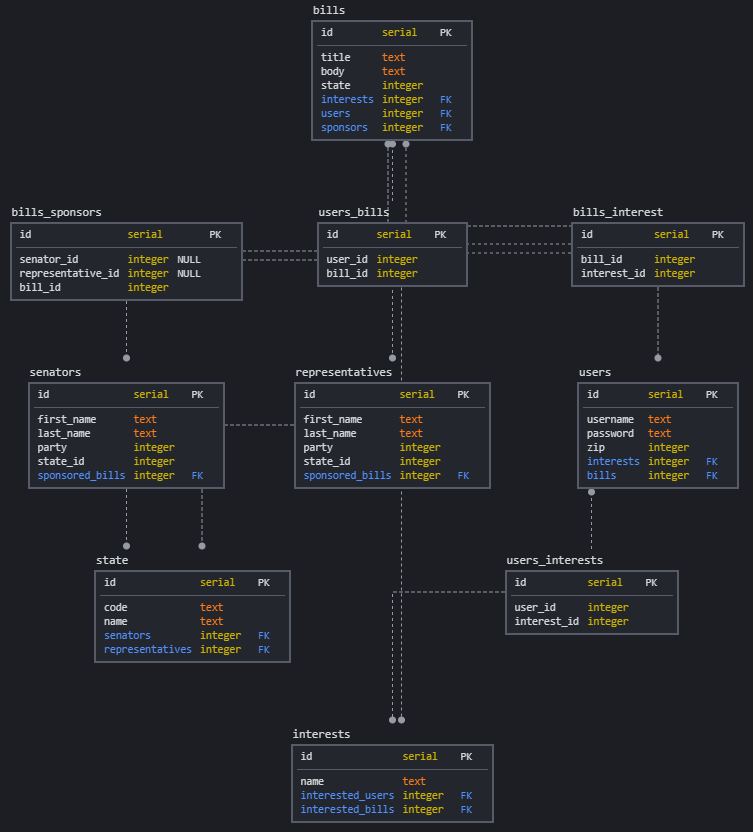 bills
id serial PK
title text
body text
state integer
interests integer FK
users integer FK
sponsors integer FK
bills_sponsors
id serial PK
senator_id integer NULL
representative_id integer NULL
bill_id integer
users_bills
id serial PK
user_id integer
bill_id integer
bills_interest
id serial PK
bill_id integer
interest_id integer
senators
id serial PK
first_name text
last_name text
party integer
state_id integer
sponsored_bills integer FK
representatives
id serial PK
first_name text
last_name text
party integer
state_id integer
sponsored_bills integer FK
users
id serial PK
username text
password text
zip integer
interests integer FK
bills integer FK
state
id serial PK
code text
name text
senators integer FK
representatives integer FK
users_interests
id serial PK
user_id integer
interest_id integer
interests
id serial PK
name text
interested_users integer FK
interested_bills integer FK